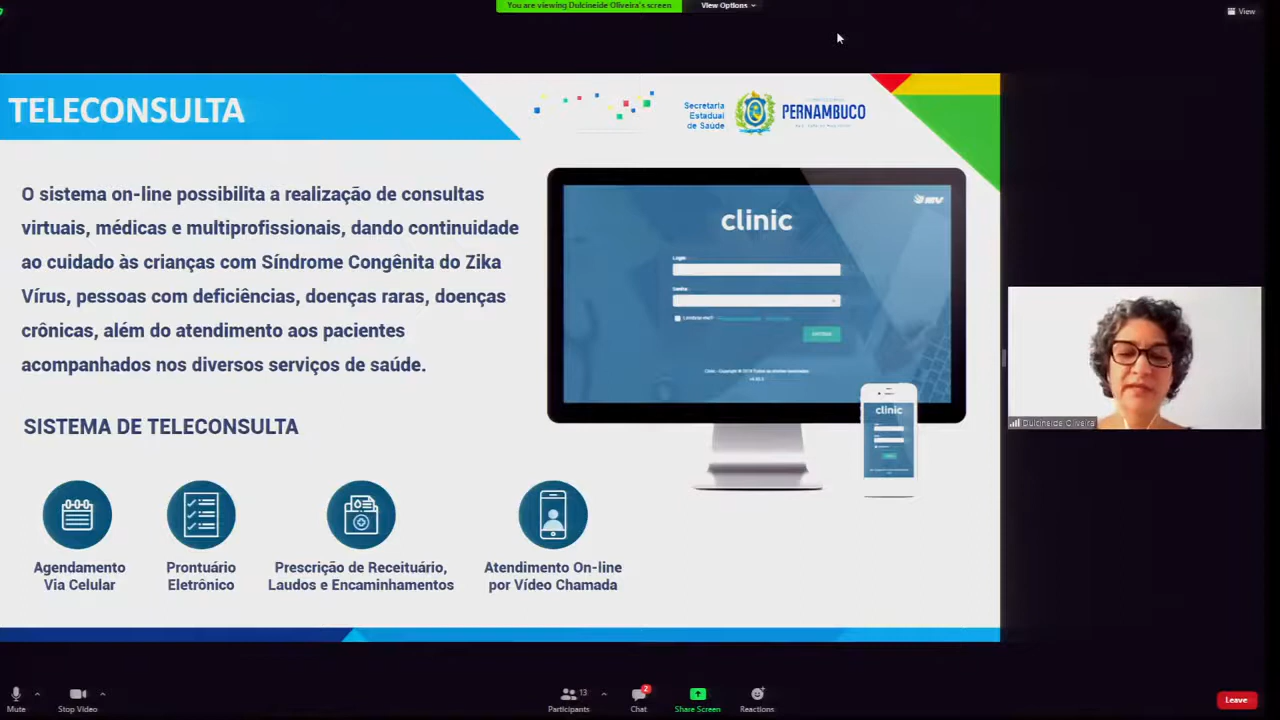 You are viewing Dulcineide Oliveira's screen
View Options
View
TELECONSULTA
Secretaria
Estadual
de Saúde
PERNAMBUCO
O sistema on-line possibilita a realização de consultas
virtuais, médicas e multiprofissionais, dando continuidade
ao cuidado às crianças com Síndrome Congênita do Zika
Vírus, pessoas com deficiências, doenças raras, doenças
crônicas, além do atendimento aos pacientes
acompanhados nos diversos serviços de saúde.
MV
clinic
Login
Senha
clinic
SISTEMA DE TELECONSULTA
Agendamento
Via Celular
Prontuário
Eletrônico
Prescrição de Receituário,
Laudos e Encaminhamentos
Atendimento On-line
por Vídeo Chamada
Dulcineide Oliveira
Mute
Stop Video
13
Participants
2
Chat
Share Screen
Reactions
Leave